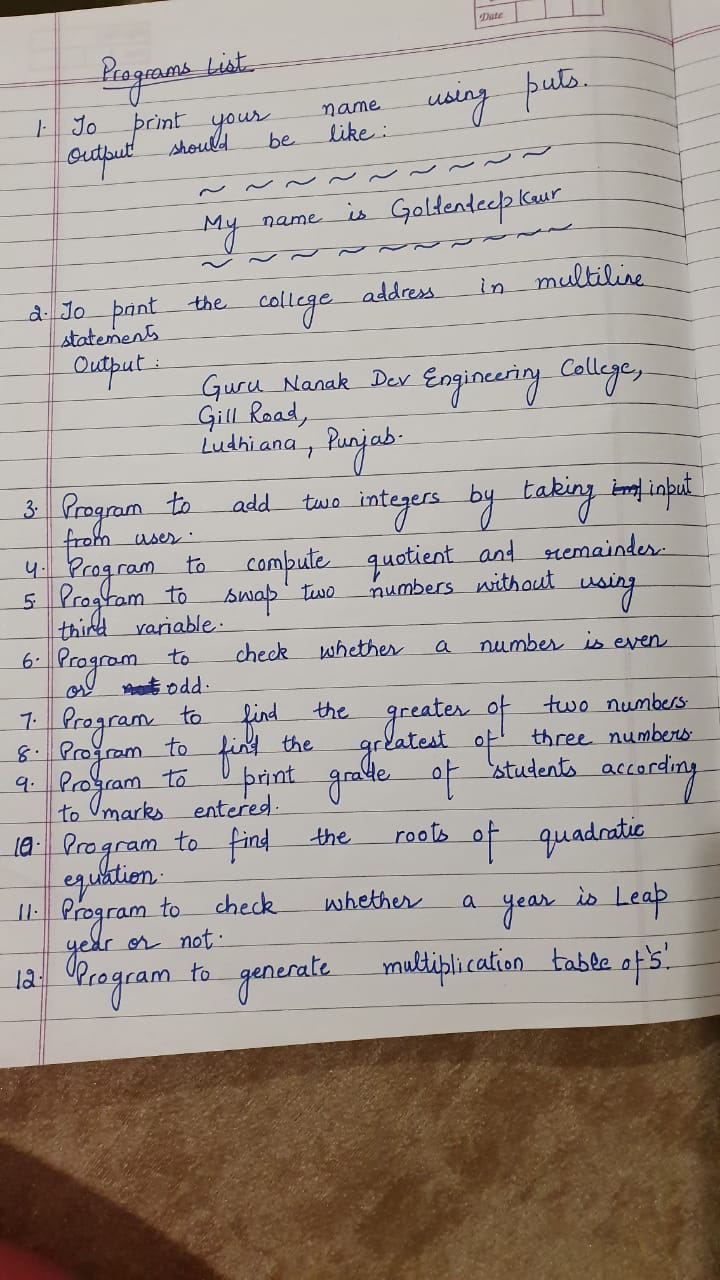 Date
Programs List
1. To print your name using puts.
Output should be like:
~ ~ ~ ~ ~ ~ ~ ~ ~
My name is Goldendeep Kaur
~ ~ ~ ~ ~ ~ ~ ~ ~ ~
2. To print the college address in multiline
statements
Output:
Guru Nanak Dev Engineering College,
Gill Road,
Ludhiana, Punjab.
3. Program to add two integers by taking input
from user.
4. Program to compute quotient and remainder.
5 Program to swap two numbers without using
third variable.
6. Program to check whether a number is even
or odd.
7. Program to find the greater of two numbers
8. Program to find the greatest of three numbers
9. Program to print grade of students according
to marks entered.
10. Program to find the roots of quadratic
equation.
11. Program to check whether a year is Leap
year or not.
12. Program to generate multiplication table of '5'.